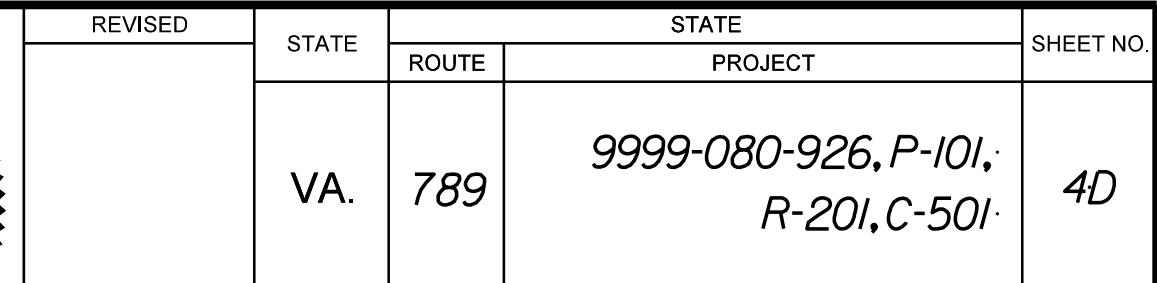 REVISED
STATE
STATE
SHEET NO.
ROUTE
PROJECT
VA.
789
9999-080-926, P-101,
R-201, C-501
4D